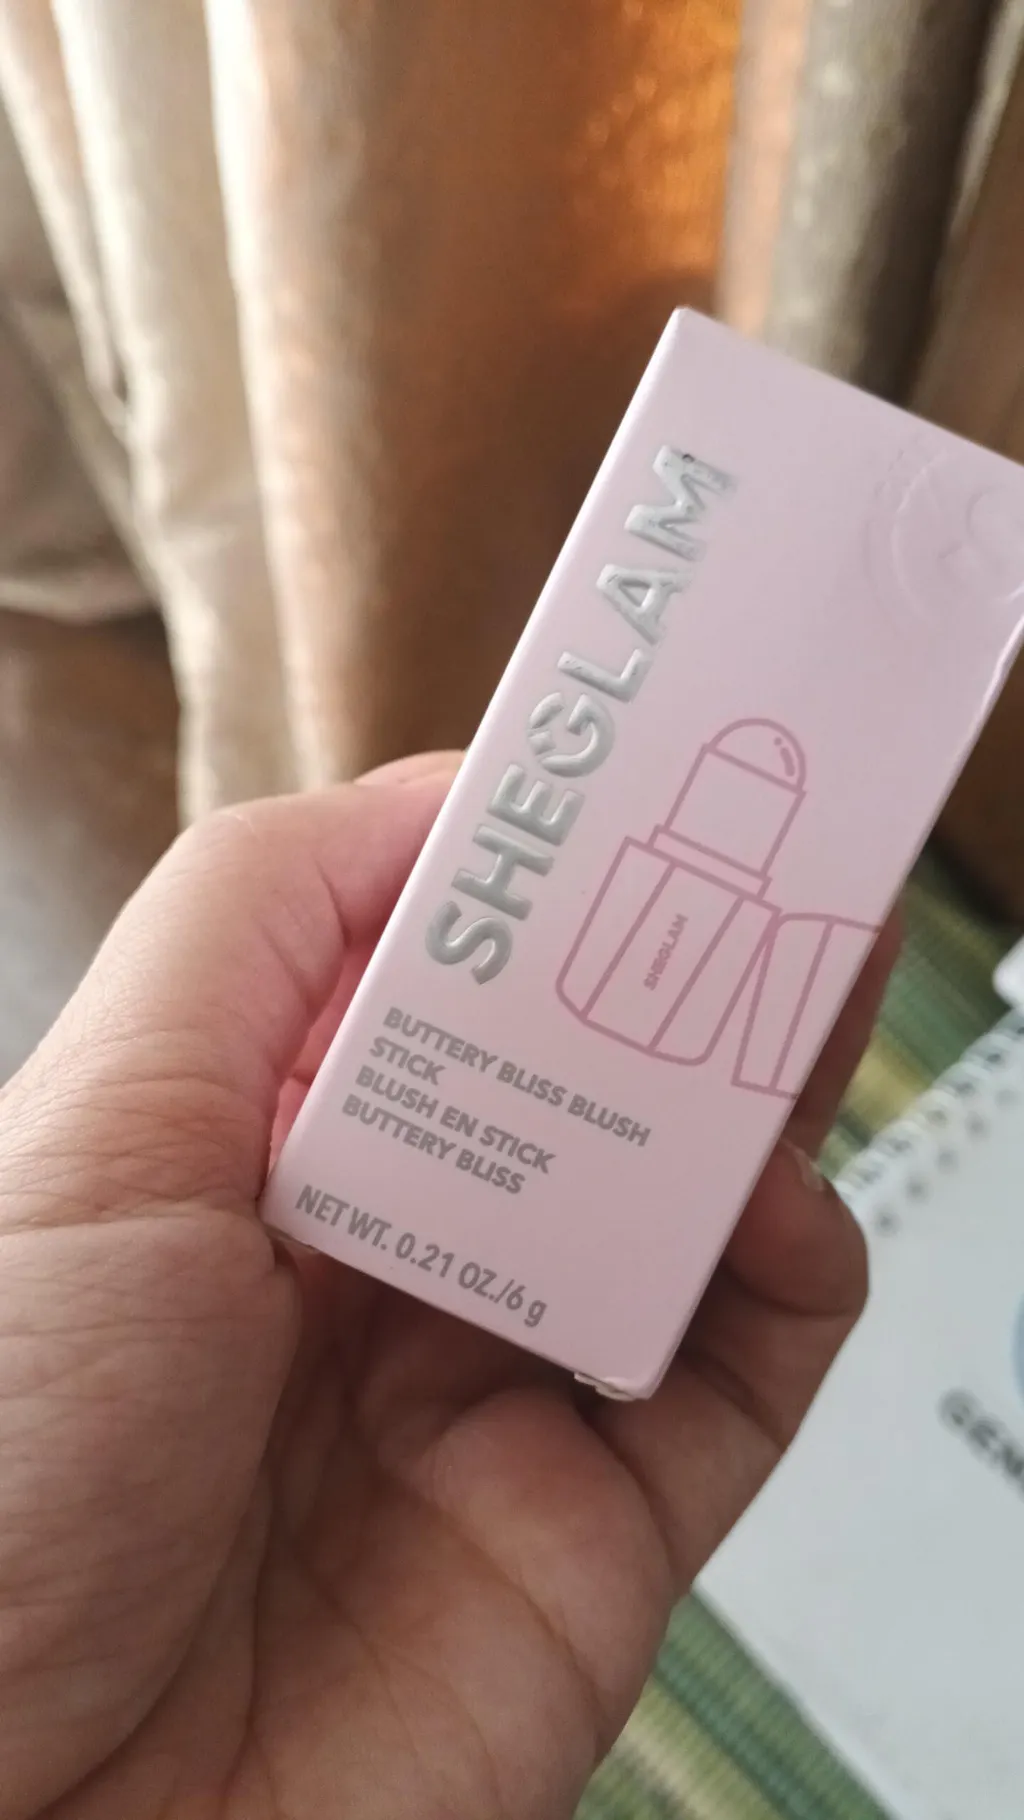 SHEGLAM
BUTTERY BLISS BLUSH
STICK
BLUSH EN STICK
BUTTERY BLISS
NET WT. 0.21 OZ./6 g
SHEGLAM